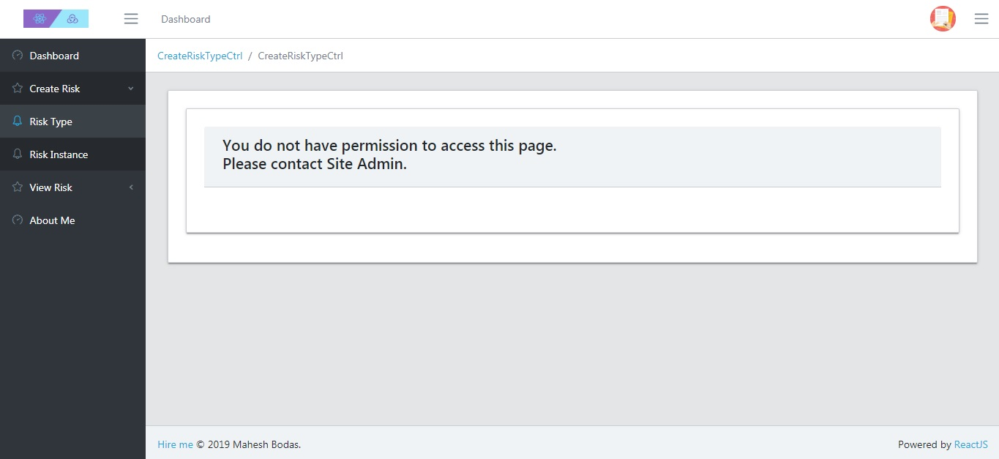 Dashboard
Dashboard
CreateRiskTypeCtrl / CreateRiskTypeCtrl
Create Risk
Risk Type
Risk Instance
View Risk
About Me
You do not have permission to access this page.
Please contact Site Admin.
Hire me © 2019 Mahesh Bodas.
Powered by ReactJS